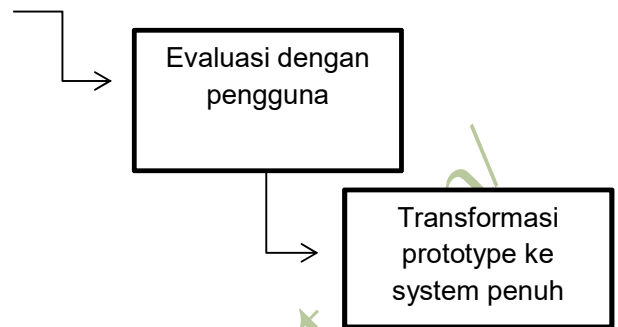 Evaluasi dengan
pengguna
Transformasi
prototype ke
system penuh